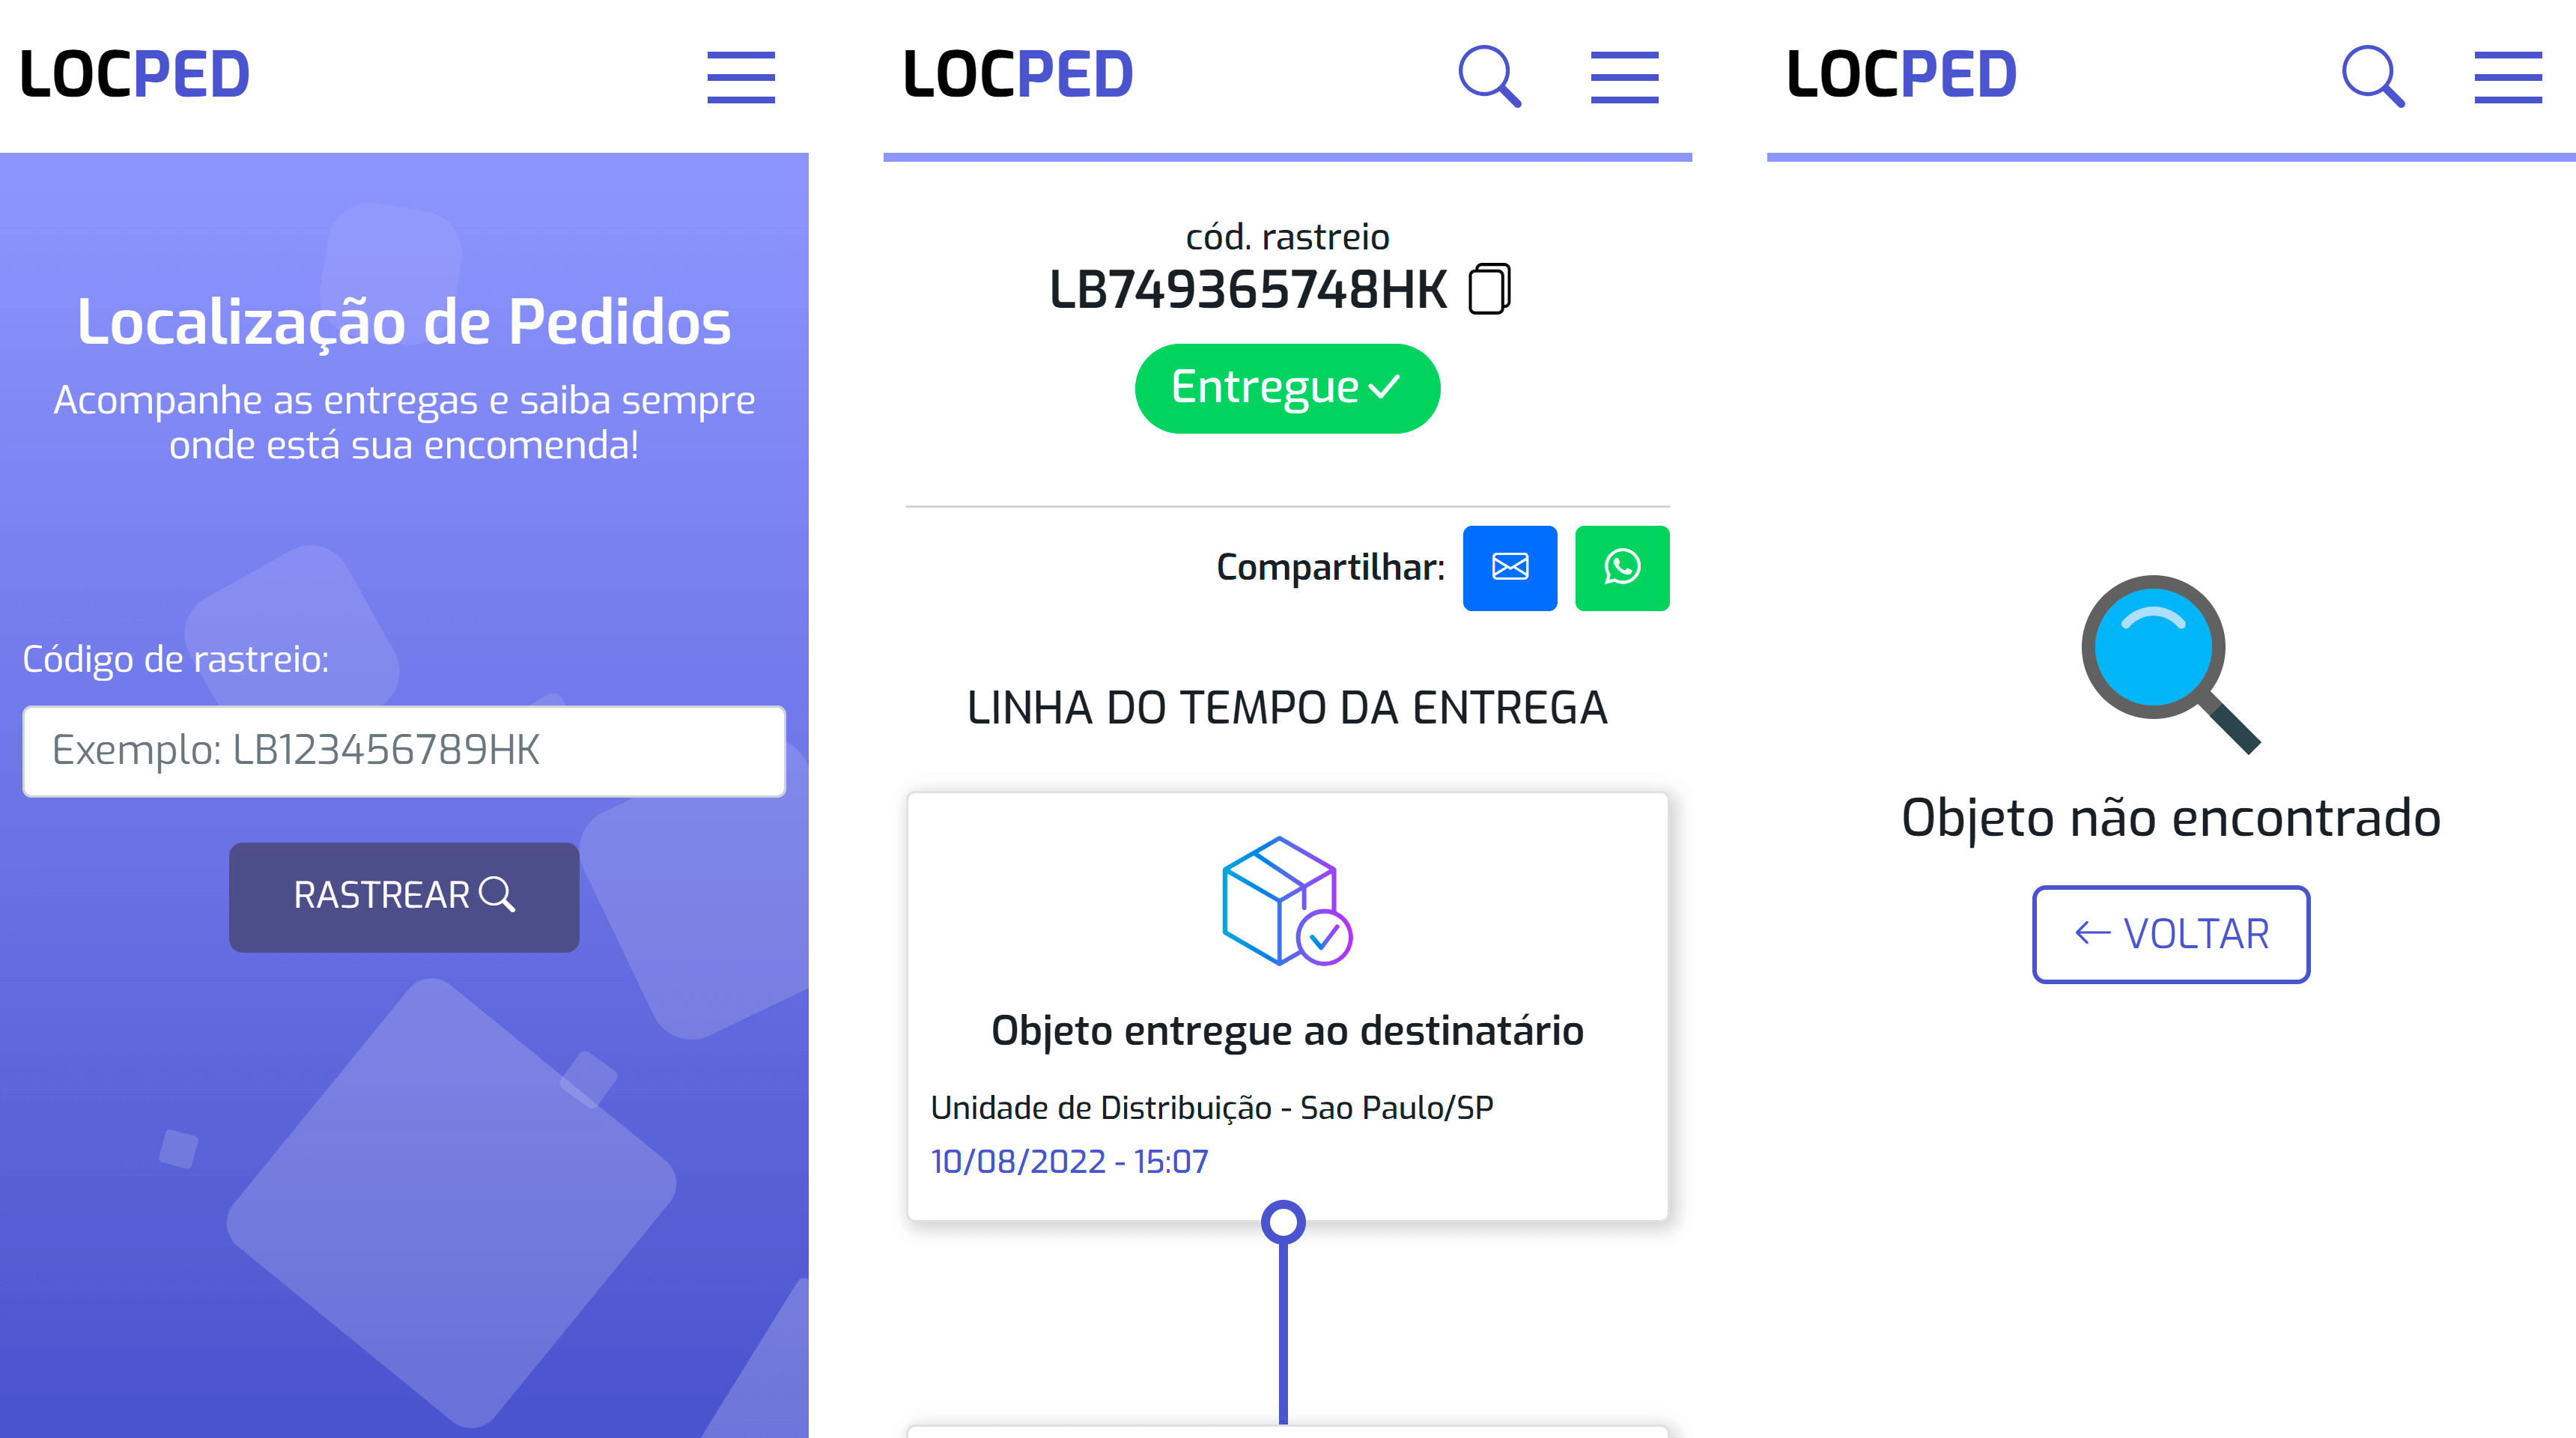 LOCPED
Localização de Pedidos
Acompanhe as entregas e saiba sempre
onde está sua encomenda!
Código de rastreio:
Exemplo: LB123456789HK
RASTREAR
LOCPED
cód. rastreio
LB749365748HK
Entregue
Compartilhar:
LINHA DO TEMPO DA ENTREGA
Objeto entregue ao destinatário
Unidade de Distribuição - Sao Paulo/SP
10/08/2022 - 15:07
LOCPED
Objeto não encontrado
VOLTAR